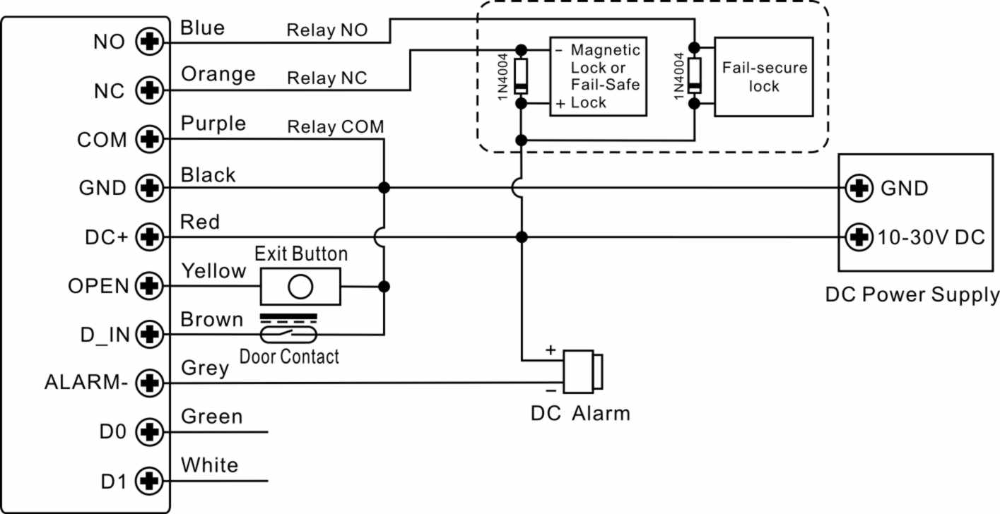 NO Blue Relay NO
NC Orange Relay NC
COM Purple Relay COM
GND Black
DC+ Red
OPEN Yellow
Exit Button
D_IN Brown
Door Contact
ALARM- Grey
D0 Green
D1 White
1N4004
– Magnetic
Lock or
Fail-Safe
+ Lock
1N4004
Fail-secure
lock
GND
10-30V DC
DC Power Supply
+
–
DC Alarm